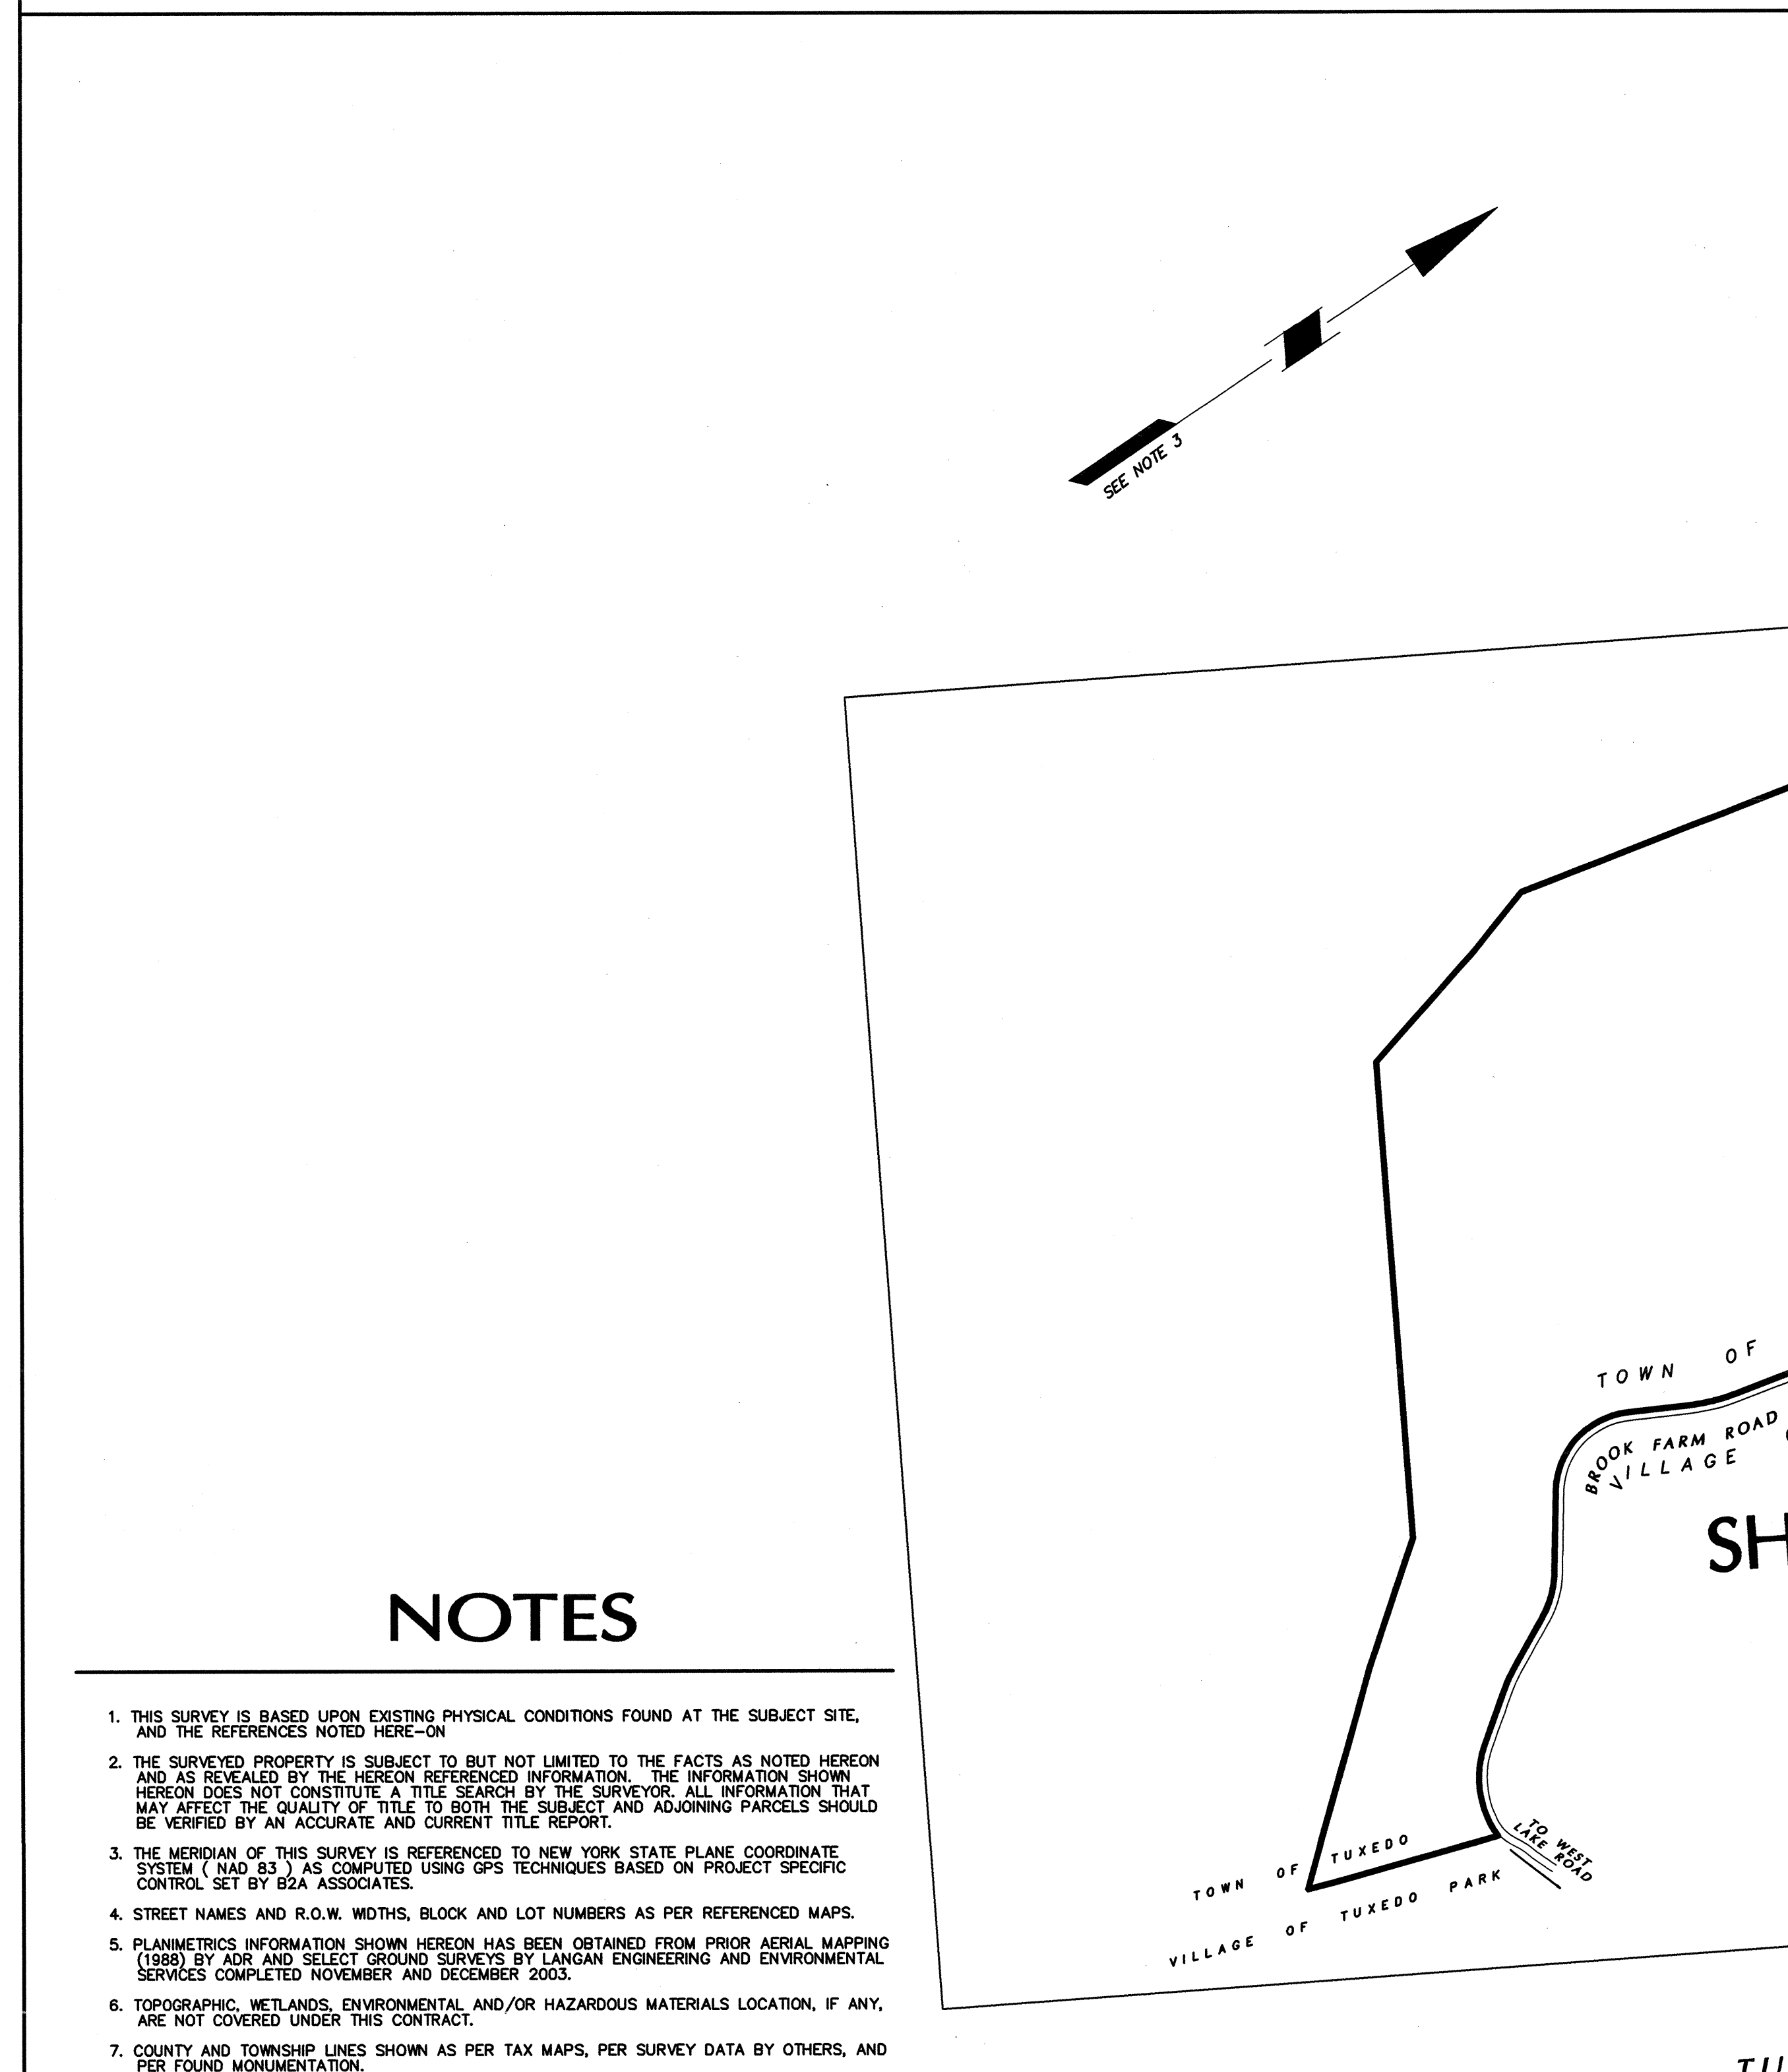 SEE NOTE 3
TOWN OF
BROOK FARM ROAD
VILLAGE
SH
TOWN OF TUXEDO
VILLAGE OF TUXEDO PARK
TO WEST
LAKE ROAD
NOTES
1. THIS SURVEY IS BASED UPON EXISTING PHYSICAL CONDITIONS FOUND AT THE SUBJECT SITE,
AND THE REFERENCES NOTED HERE-ON
2. THE SURVEYED PROPERTY IS SUBJECT TO BUT NOT LIMITED TO THE FACTS AS NOTED HEREON
AND AS REVEALED BY THE HEREON REFERENCED INFORMATION. THE INFORMATION SHOWN
HEREON DOES NOT CONSTITUTE A TITLE SEARCH BY THE SURVEYOR. ALL INFORMATION THAT
MAY AFFECT THE QUALITY OF TITLE TO BOTH THE SUBJECT AND ADJOINING PARCELS SHOULD
BE VERIFIED BY AN ACCURATE AND CURRENT TITLE REPORT.
3. THE MERIDIAN OF THIS SURVEY IS REFERENCED TO NEW YORK STATE PLANE COORDINATE
SYSTEM ( NAD 83 ) AS COMPUTED USING GPS TECHNIQUES BASED ON PROJECT SPECIFIC
CONTROL SET BY B2A ASSOCIATES.
4. STREET NAMES AND R.O.W. WIDTHS, BLOCK AND LOT NUMBERS AS PER REFERENCED MAPS.
5. PLANIMETRICS INFORMATION SHOWN HEREON HAS BEEN OBTAINED FROM PRIOR AERIAL MAPPING
(1988) BY ADR AND SELECT GROUND SURVEYS BY LANGAN ENGINEERING AND ENVIRONMENTAL
SERVICES COMPLETED NOVEMBER AND DECEMBER 2003.
6. TOPOGRAPHIC, WETLANDS, ENVIRONMENTAL AND/OR HAZARDOUS MATERIALS LOCATION, IF ANY,
ARE NOT COVERED UNDER THIS CONTRACT.
7. COUNTY AND TOWNSHIP LINES SHOWN AS PER TAX MAPS, PER SURVEY DATA BY OTHERS, AND
PER FOUND MONUMENTATION.